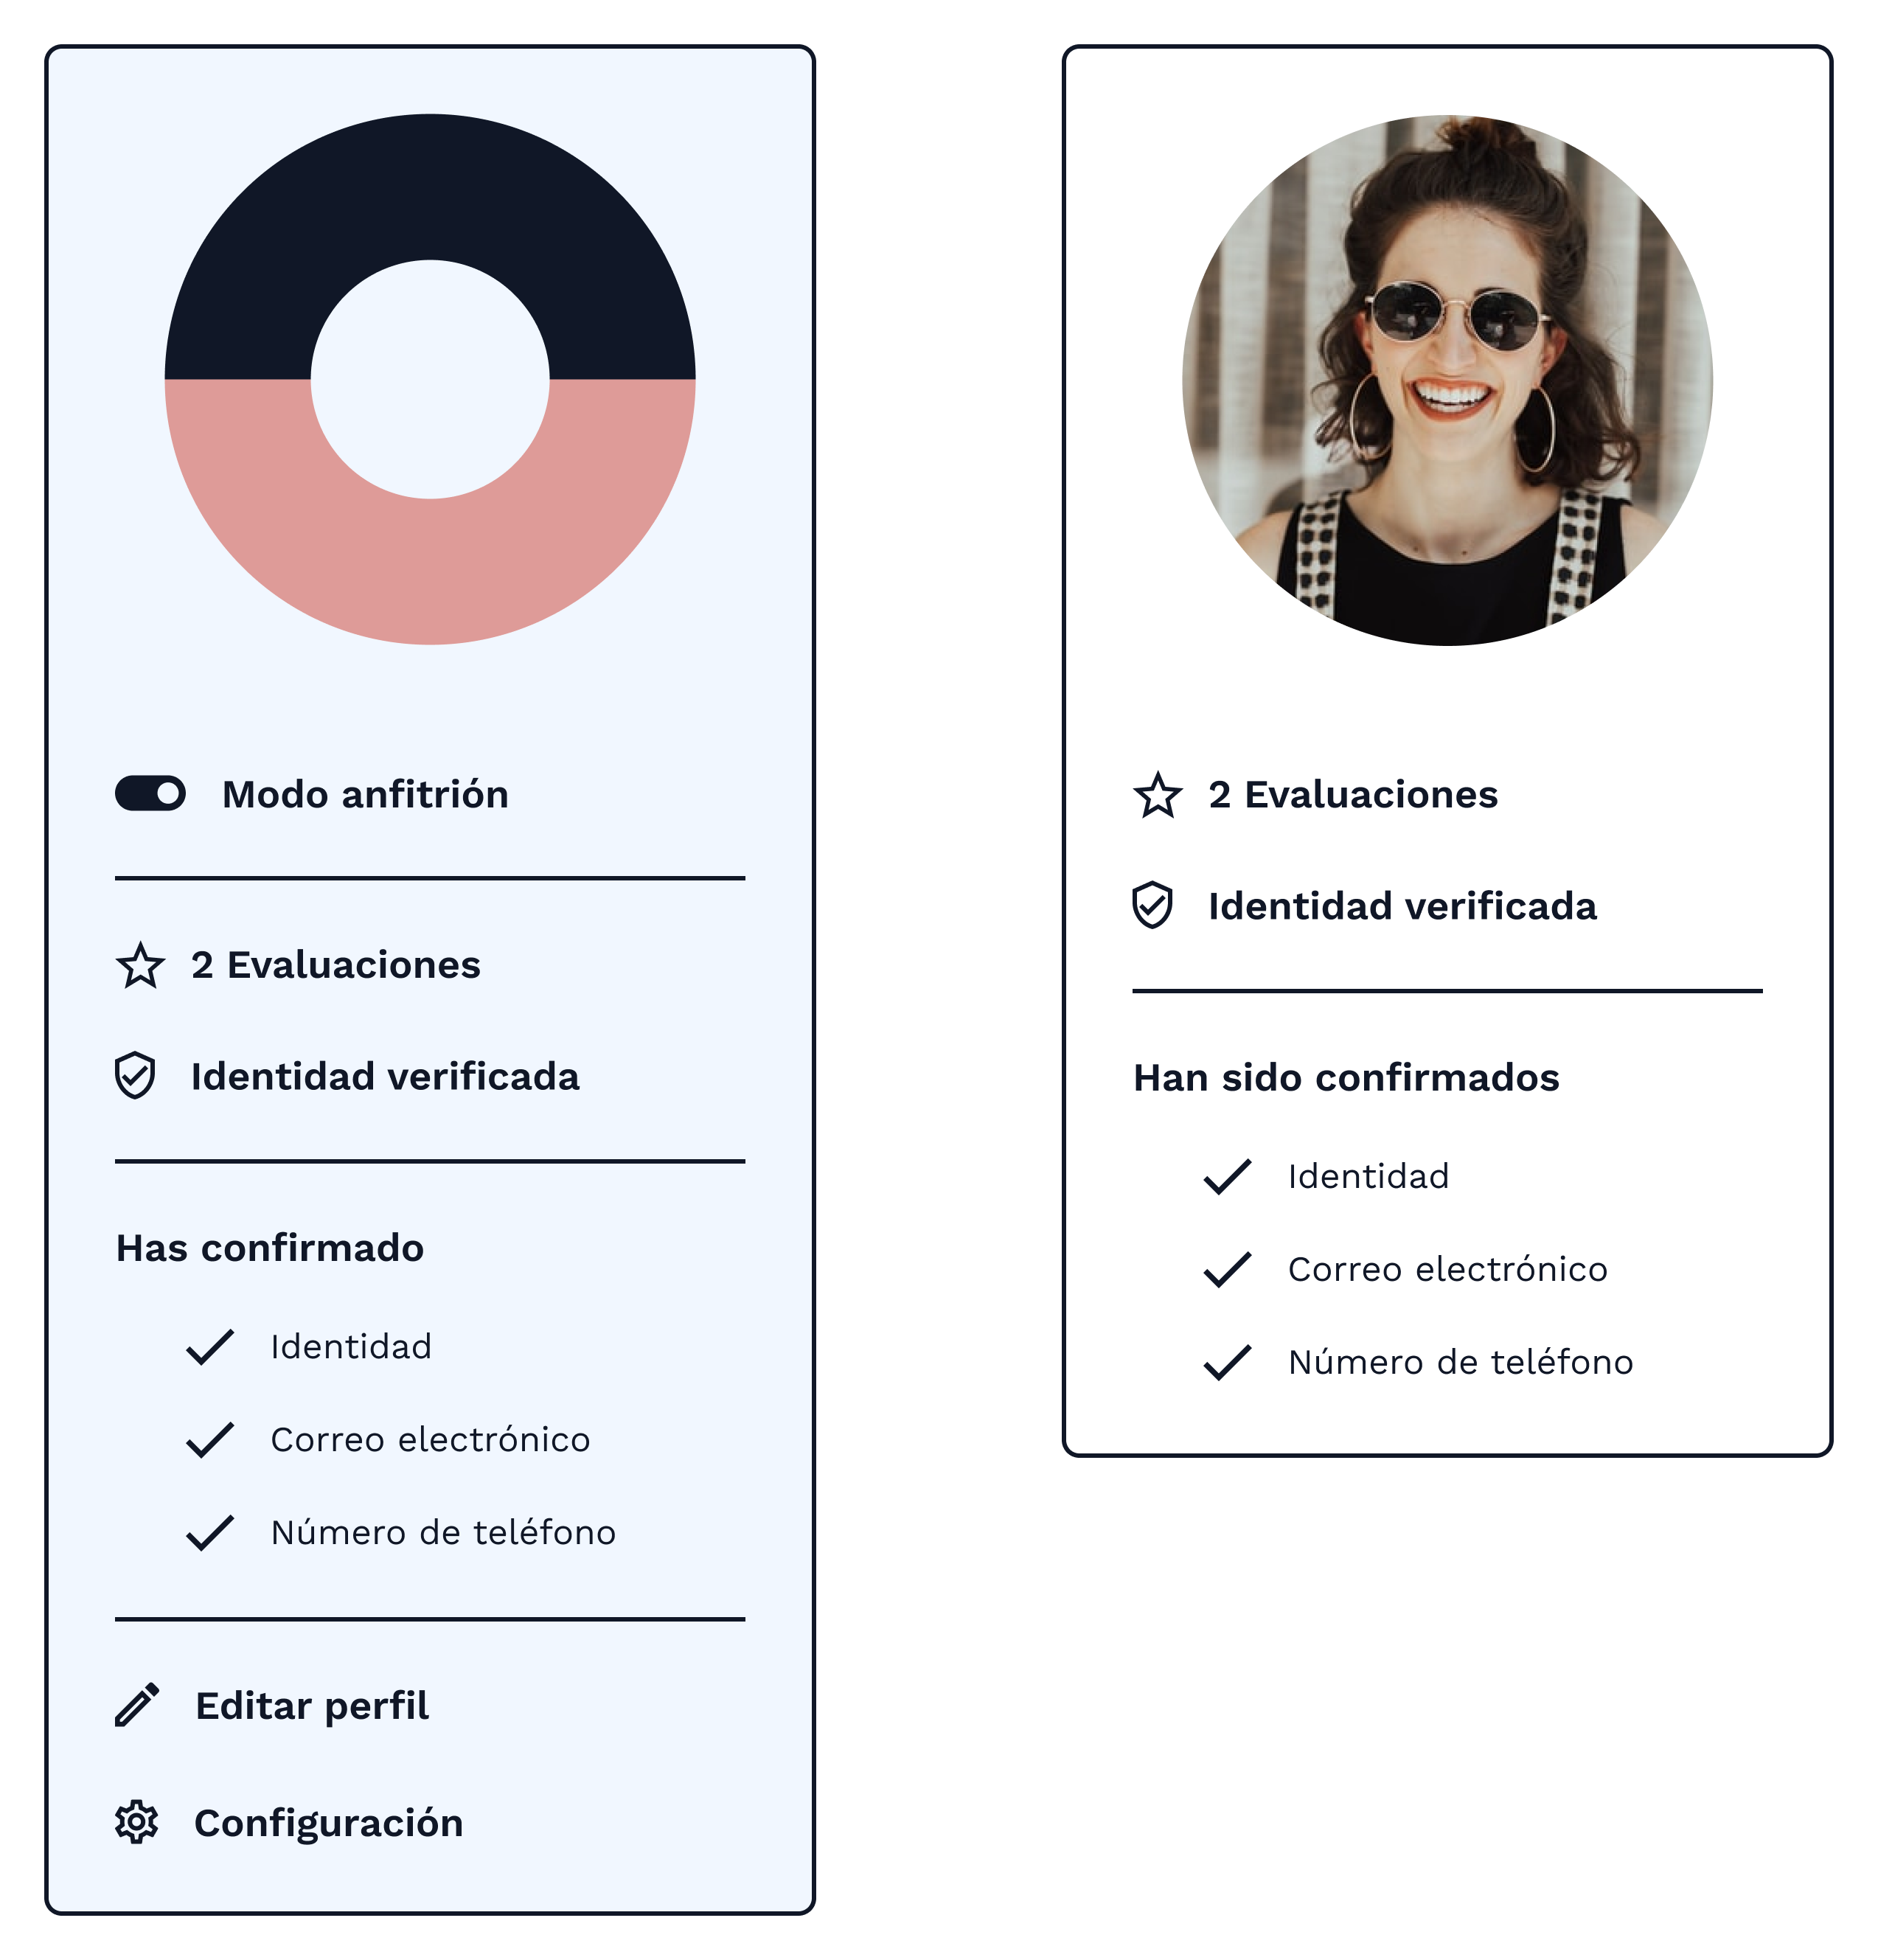 Modo anfitrión
2 Evaluaciones
Identidad verificada
Has confirmado
Identidad
Correo electrónico
Número de teléfono
Editar perfil
Configuración
2 Evaluaciones
Identidad verificada
Han sido confirmados
Identidad
Correo electrónico
Número de teléfono